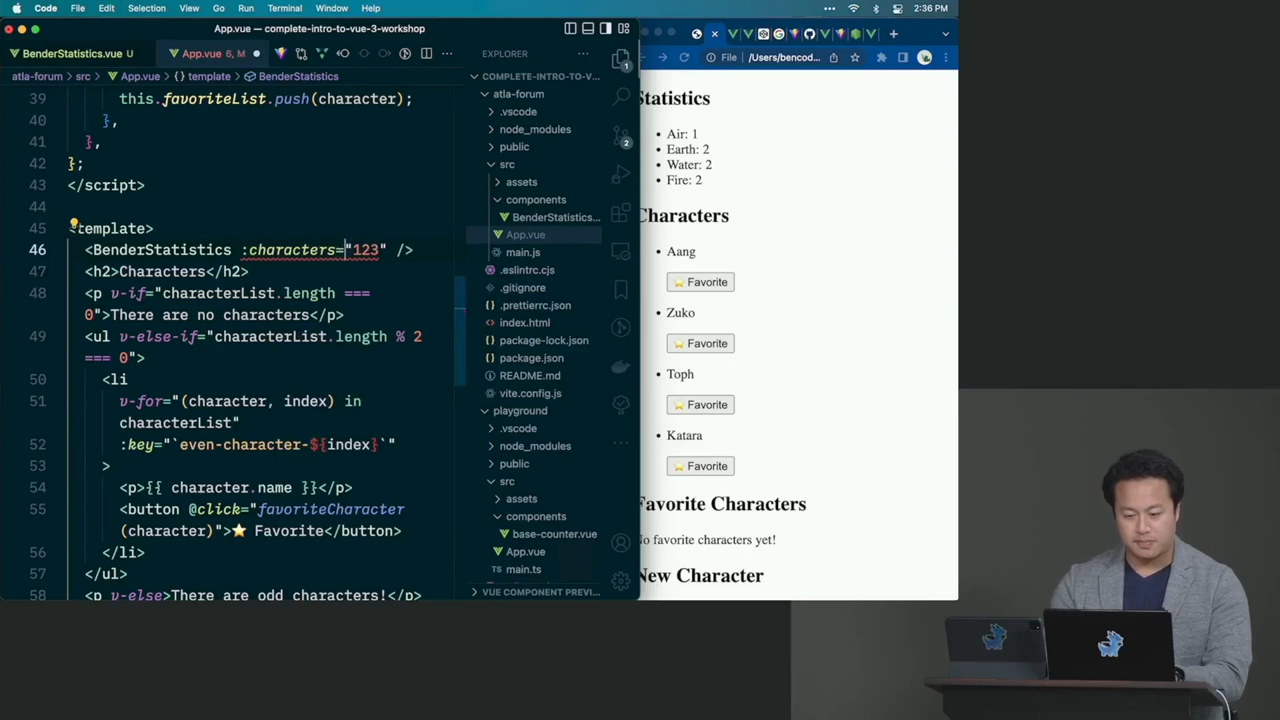 Code File Edit Selection View Go Run Terminal Window Help 2:36 PM
App.vue — complete-intro-to-vue-3-workshop
BenderStatistics.vue U App.vue 6, M
atla-forum > src > App.vue > {} template > BenderStatistics
39 this.favoriteList.push(character);
40 },
41 },
42 };
43 </script>
44
45 template>
46 <BenderStatistics :characters="123" />
47 <h2>Characters</h2>
48 <p v-if="characterList.length ===
0">There are no characters</p>
49 <ul v-else-if="characterList.length % 2
=== 0">
50 <li
51 v-for="(character, index) in
characterList"
52 :key="`even-character-${index}`"
53 >
54 <p>{{ character.name }}</p>
55 <button @click="favoriteCharacter
(character)">⭐ Favorite</button>
56 </li>
57 </ul>
58 <p v-else>There are odd characters!</p>
EXPLORER
COMPLETE-INTRO-TO-V...
atla-forum
.vscode
node_modules
public
src
assets
components
BenderStatistics...
App.vue
main.js
.eslintrc.cjs
.gitignore
.prettierrc.json
index.html
package-lock.json
package.json
README.md
vite.config.js
playground
.vscode
node_modules
public
src
assets
components
base-counter.vue
App.vue
main.ts
VUE COMPONENT PREVI...
1
2
File /Users/bencod...
Statistics
• Air: 1
• Earth: 2
• Water: 2
• Fire: 2
Characters
• Aang
⭐ Favorite
• Zuko
⭐ Favorite
• Toph
⭐ Favorite
• Katara
⭐ Favorite
Favorite Characters
No favorite characters yet!
New Character